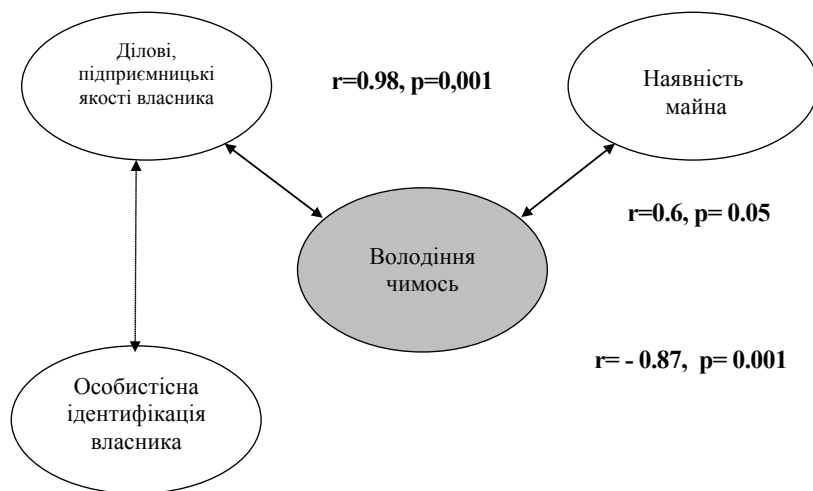 Ділові,
підприємницькі
якості власника
r=0.98, p=0,001
Наявність
майна
r=0.6, p= 0.05
Володіння
чимось
r= - 0.87, p= 0.001
Особистісна
ідентифікація
власника